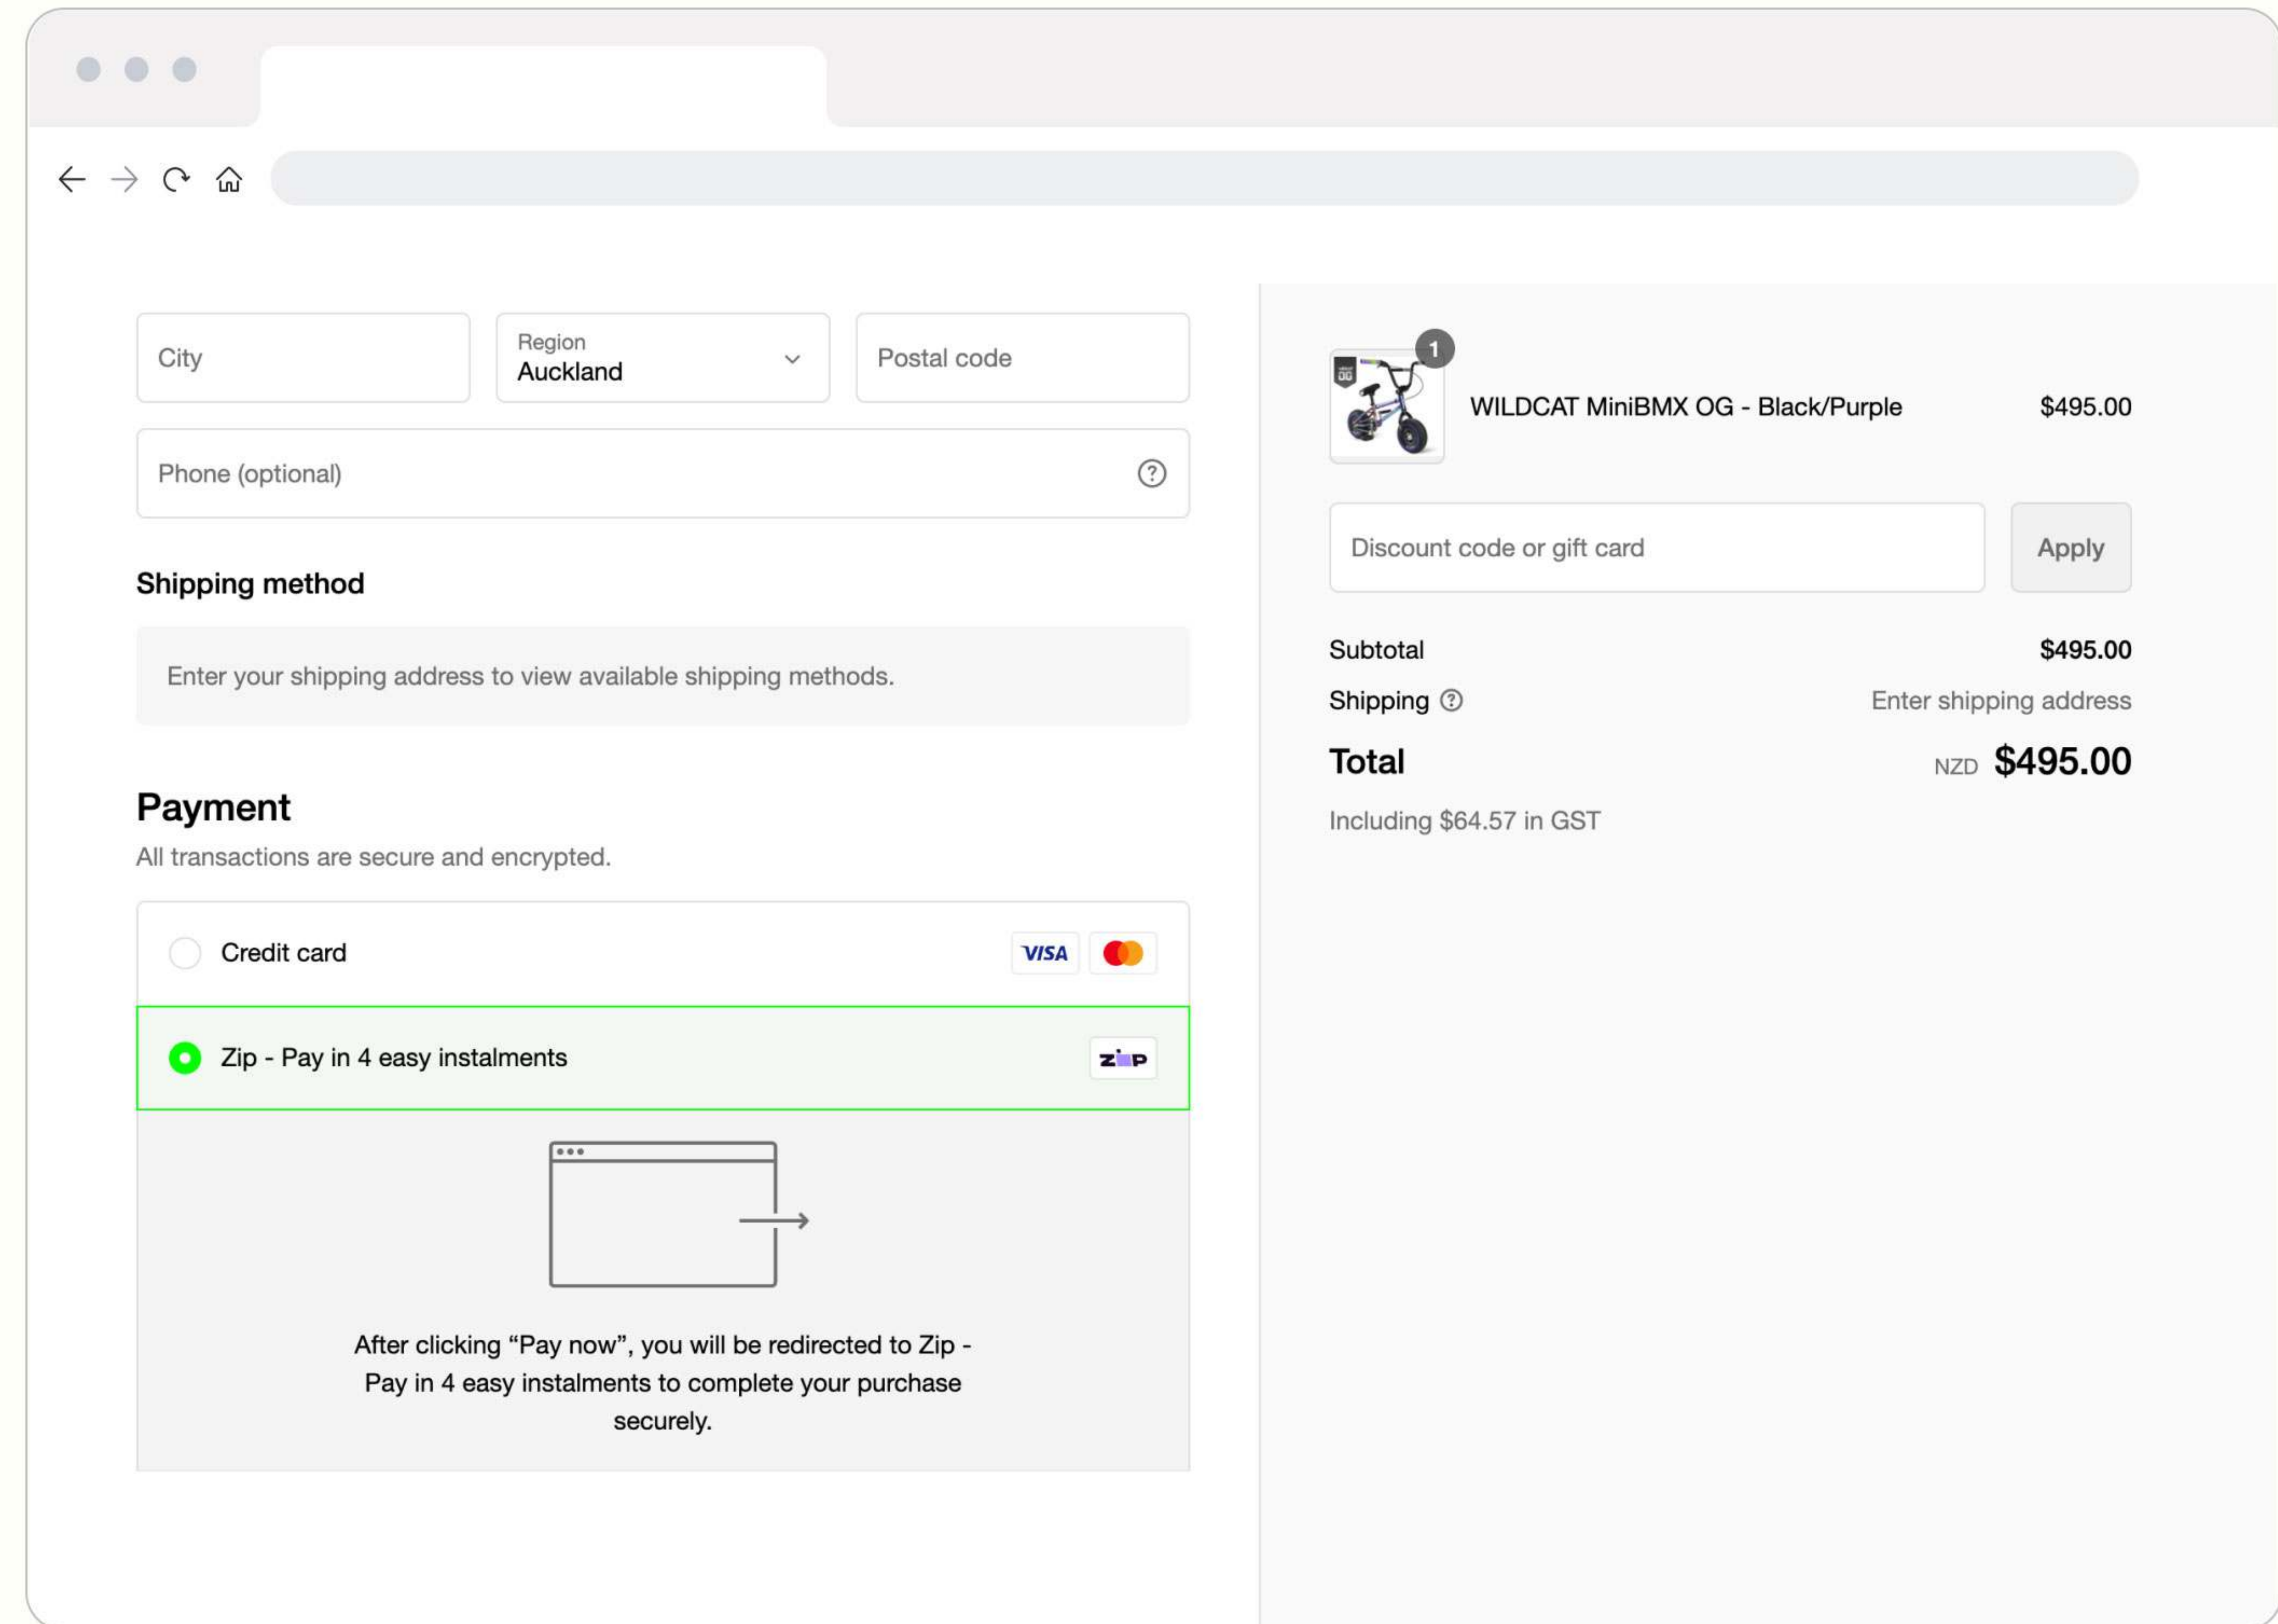 City
Region
Auckland
Postal code
Phone (optional)
Shipping method
Enter your shipping address to view available shipping methods.
Payment
All transactions are secure and encrypted.
Credit card
VISA
Zip - Pay in 4 easy instalments
zip
After clicking “Pay now”, you will be redirected to Zip -
Pay in 4 easy instalments to complete your purchase
securely.
1
OG
WILDCAT MiniBMX OG - Black/Purple
$495.00
Discount code or gift card
Apply
Subtotal
$495.00
Shipping
Enter shipping address
Total
NZD $495.00
Including $64.57 in GST